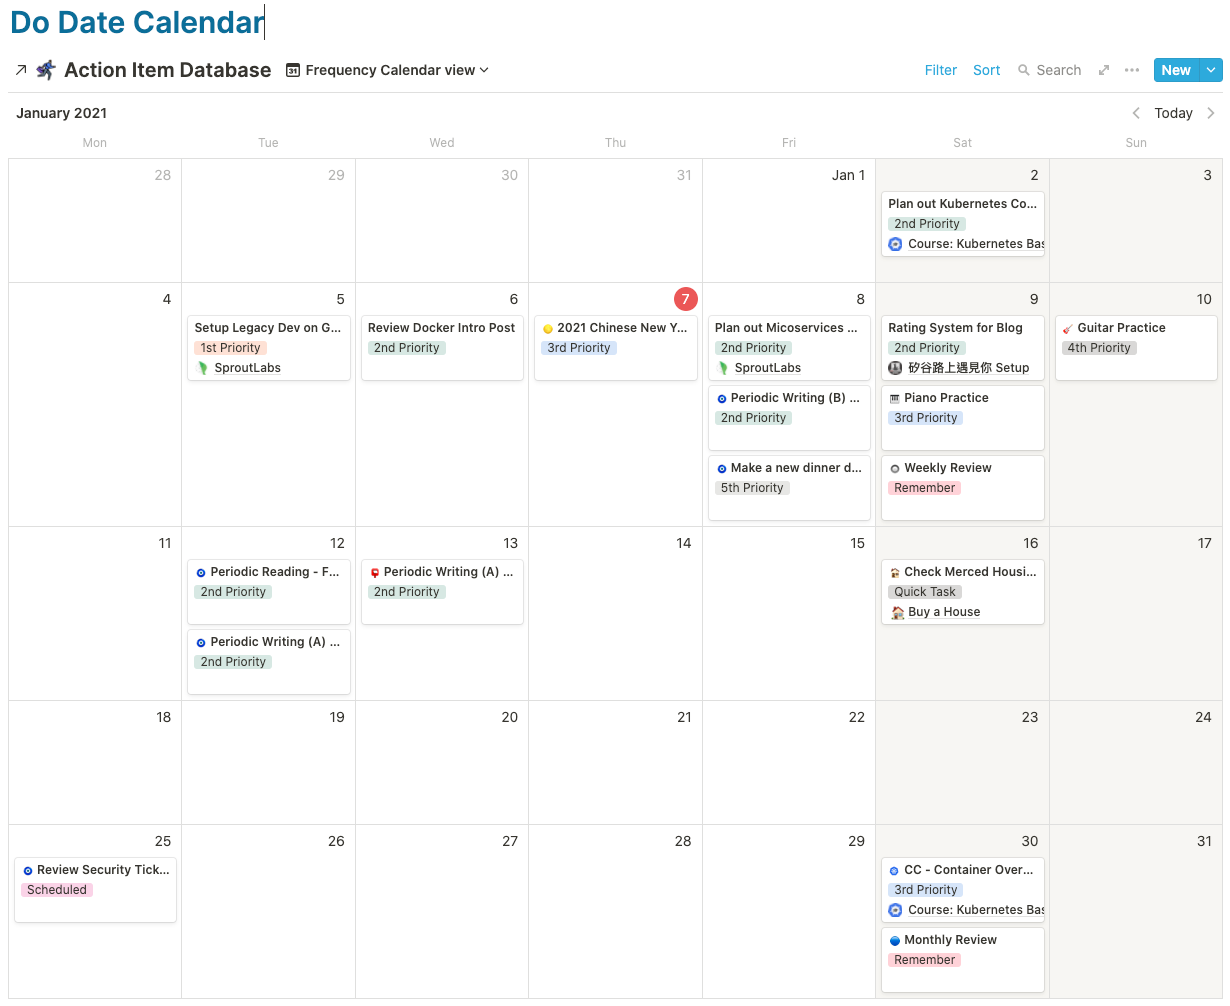 Do Date Calendar
Action Item Database Frequency Calendar view Filter Sort Search New
January 2021 Today
Mon Tue Wed Thu Fri Sat Sun
28 29 30 31 Jan 1 2 3
Plan out Kubernetes Co...
2nd Priority
Course: Kubernetes Bas
4 5 6 7 8 9 10
Setup Legacy Dev on G...
1st Priority
SproutLabs
Review Docker Intro Post
2nd Priority
2021 Chinese New Y...
3rd Priority
Plan out Micoservices ...
2nd Priority
SproutLabs
Periodic Writing (B) ...
2nd Priority
Make a new dinner d...
5th Priority
Rating System for Blog
2nd Priority
矽谷路上遇見你 Setup
Piano Practice
3rd Priority
Weekly Review
Remember
Guitar Practice
4th Priority
11 12 13 14 15 16 17
Periodic Reading - F...
2nd Priority
Periodic Writing (A) ...
2nd Priority
Periodic Writing (A) ...
2nd Priority
Check Merced Housi...
Quick Task
Buy a House
18 19 20 21 22 23 24
25 26 27 28 29 30 31
Review Security Tick...
Scheduled
CC - Container Over...
3rd Priority
Course: Kubernetes Bas
Monthly Review
Remember